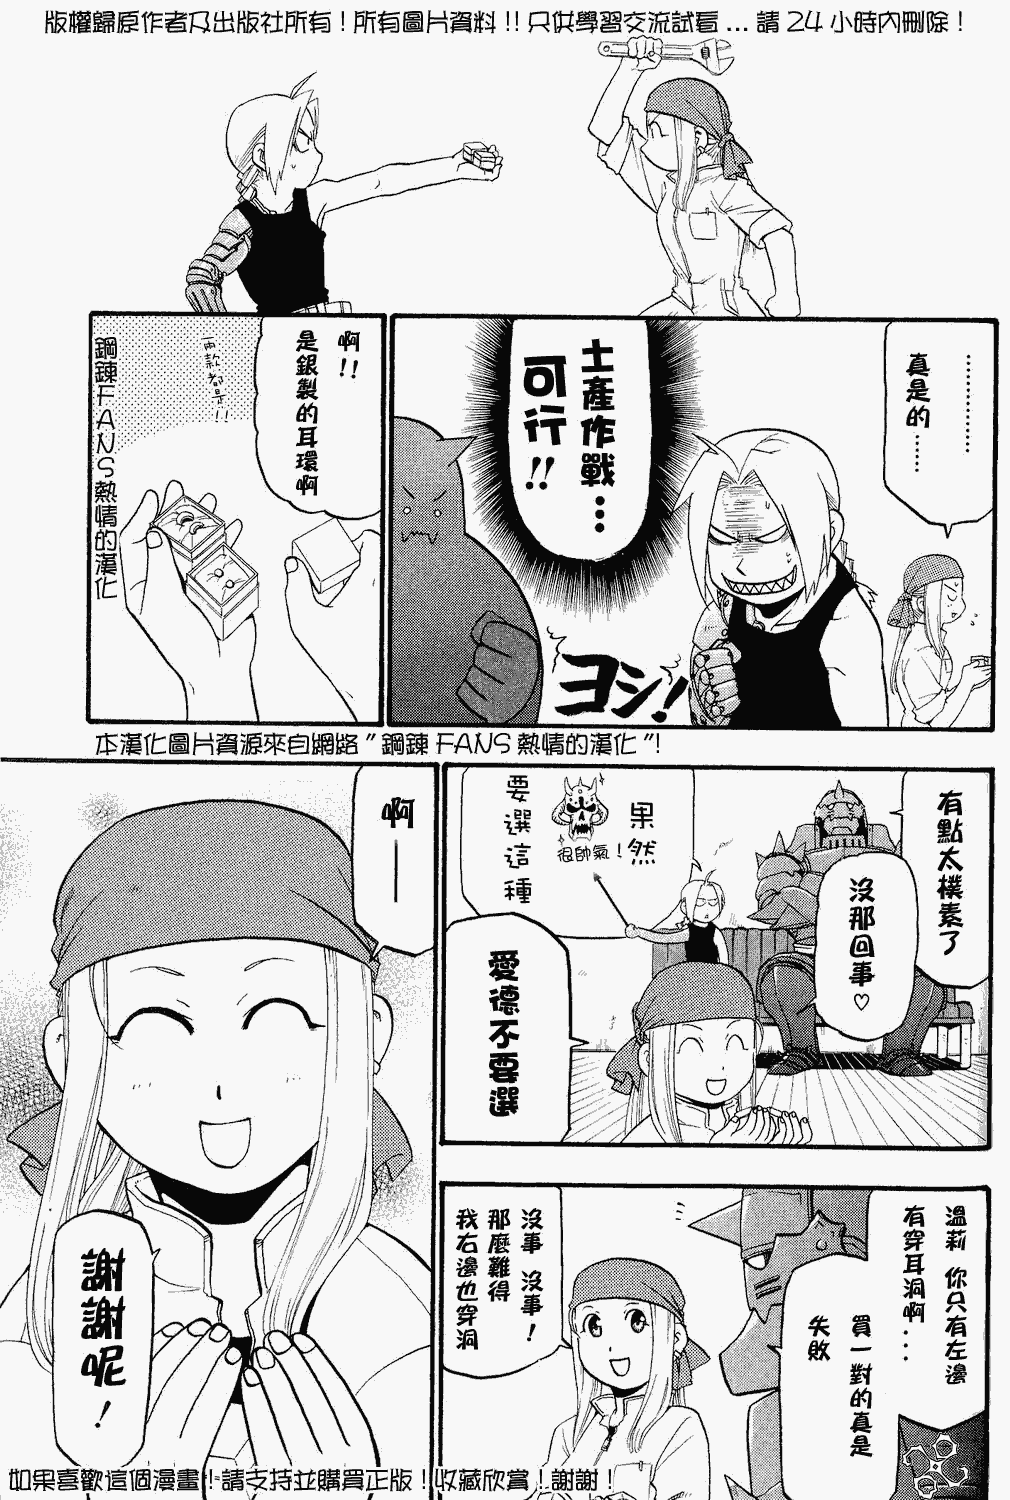 版權歸原作者及出版社所有！所有圖片資料！！只供學習交流試看...請24小時內刪除！
............
真是的......
土產作戰...
可行!!
ヨシ!
啊!!
是銀製的耳環啊
兩款都是!!
鋼鍊FANS熱情的漢化
本漢化圖片資源來自網絡"鋼鍊FANS熱情的漢化"!
有點太樸素了
沒那回事♡
果然
要選這種
很帥氣！
愛德不要選
溫莉 你只有左邊
有穿耳洞啊....
買一對的真是
失敗
沒事 沒事！
那麼難得
我右邊也穿洞
啊——
謝謝呢！
如果喜歡這個漫畫！請支持並購買正版！收藏欣賞！謝謝！